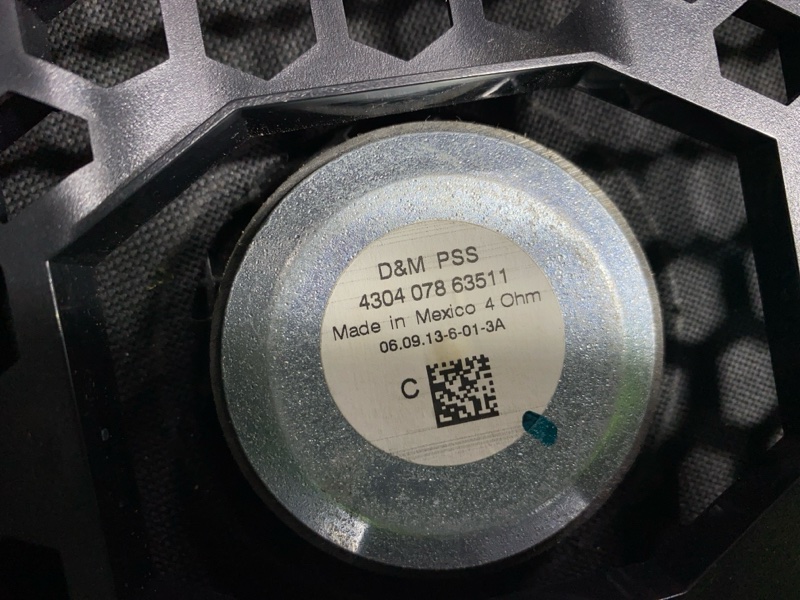 D&M PSS
4304 078 63511
Made in Mexico 4 Ohm
06.09.13-6-01-3A
C